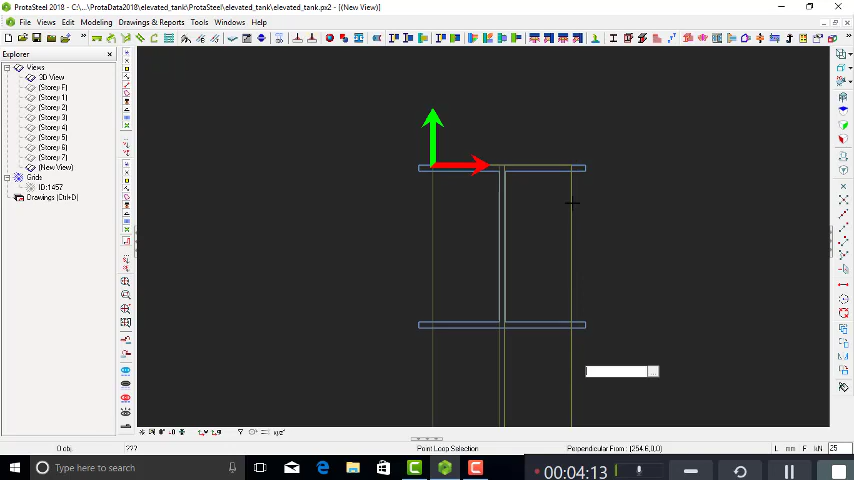 ProtaSteel 2018 - C:\...\ProtaData2018\elevated_tank\ProtaSteel\elevated_tank\elevated_tank.px2 - [(New View)]
File Views Edit Modeling Drawings & Reports Tools Windows Help
Explorer
Views
3D View
(Storey F)
(Storey 1)
(Storey 2)
(Storey 3)
(Storey 4)
(Storey 5)
(Storey 6)
(Storey 7)
(New View)
Grids
ID:1457
Drawings (Ctrl+D)
0 obj. ??? Point Loop Selection Perpendicular From : (254.6,0,0) L mm F kN 25
Type here to search
00:04:13